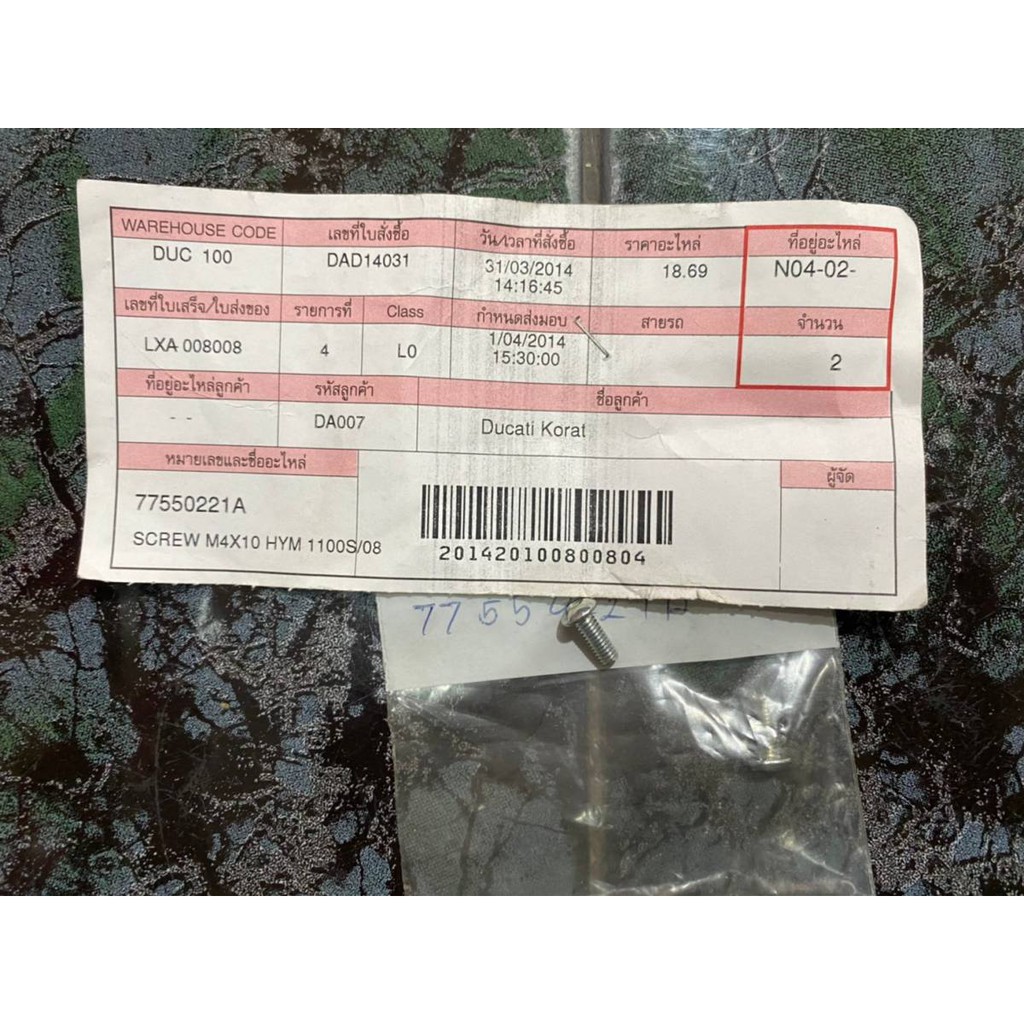 WAREHOUSE CODE เลขที่ใบสั่งซื้อ วัน/เวลาที่สั่งซื้อ ราคาอะไหล่ ที่อยู่อะไหล่
DUC 100 DAD14031 31/03/2014 18.69 N04-02-
14:16:45
เลขที่ใบเสร็จ/ใบส่งของ รายการที่ Class กำหนดส่งมอบ สายรถ จำนวน
LXA 008008 4 L0 1/04/2014 2
15:30:00
ที่อยู่อะไหล่ลูกค้า รหัสลูกค้า ชื่อลูกค้า
- - DA007 Ducati Korat
หมายเลขและชื่ออะไหล่ ผู้จัด
77550221A
SCREW M4X10 HYM 1100S/08
201420100800804